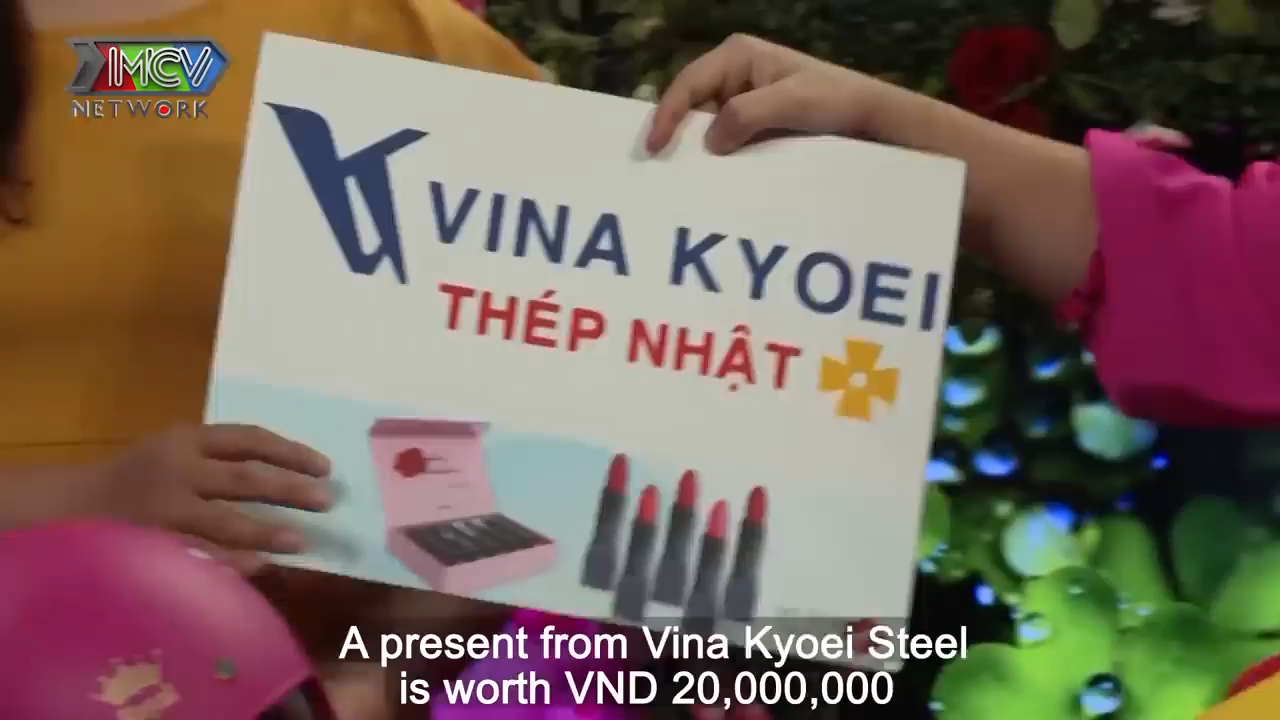 MCV
NETWORK
VINA KYOEI
THÉP NHẬT
A present from Vina Kyoei Steel
is worth VND 20,000,000